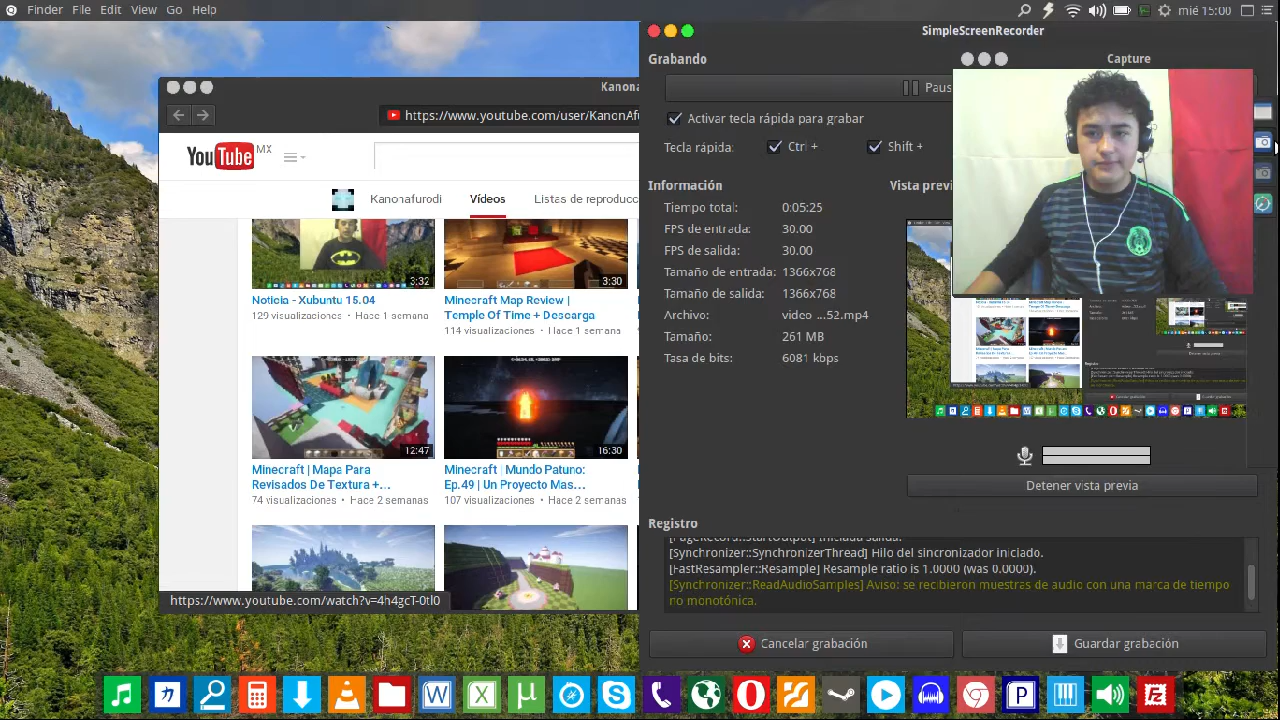 Finder File Edit View Go Help
mié 15:00
SimpleScreenRecorder
Grabando
Capture
Kanona
Paus
https://www.youtube.com/user/KanonAfu
Activar tecla rápida para grabar
Tecla rápida: Ctrl + Shift +
YouTube MX
Información
Vista previ
Kanonafurodi Vídeos Listas de reproducc
Tiempo total: 0:05:25
FPS de entrada: 30.00
FPS de salida: 30.00
Tamaño de entrada: 1366x768
Tamaño de salida: 1366x768
Archivo: video ...52.mp4
Tamaño: 261 MB
Tasa de bits: 6081 kbps
3:32
3:30
Noticia - Xubuntu 15.04
129 visualizaciones • Hace 1 semana
Minecraft Map Review |
Temple Of Time + Descarga
114 visualizaciones • Hace 1 semana
12:47
16:30
Minecraft | Mapa Para
Revisados De Textura +...
74 visualizaciones • Hace 2 semanas
Minecraft | Mundo Patuno:
Ep.49 | Un Proyecto Mas...
107 visualizaciones • Hace 2 semanas
https://www.youtube.com/watch?v=4h4gcT-0tl0
Detener vista previa
Registro
[PageRecord::StartOutput] Iniciada salida.
[Synchronizer::SynchronizerThread] Hilo del sincronizador iniciado.
[FastResampler::Resample] Resample ratio is 1.0000 (was 0.0000).
[Synchronizer::ReadAudioSamples] Aviso: se recibieron muestras de audio con una marca de tiempo
no monotónica.
Cancelar grabación
Guardar grabación